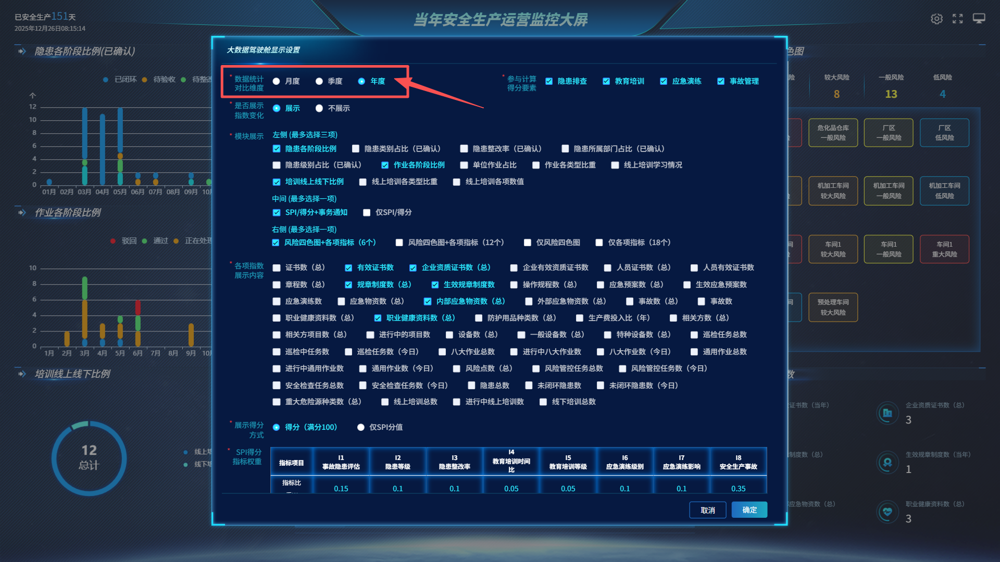 已安全生产151天
2025年12月26日08:15:14
当年安全生产运营监控大屏
隐患各阶段比例(已确认)
已闭环 待验收 待整改
个
12
10
8
6
4
2
0
01月 02月 03月 04月 05月 06月 07月 08月 09月 10月
作业各阶段比例
驳回 通过 正在处理
10
8
6
4
2
0
1月 2月 3月 4月 5月 6月 7月 8月 9月 10月
培训线上线下比例
12
总计
线上培
线下培
大数据驾驶舱显示设置
* 数据统计对比维度 月度 季度 年度
* 参与计算得分要素 隐患排查 教育培训 应急演练 事故管理
* 是否展示指数变化 展示 不展示
* 模块展示 左侧 (最多选择三项)
隐患各阶段比例 隐患类别占比（已确认） 隐患整改率（已确认） 隐患所属部门占比（已确认）
隐患级别占比（已确认） 作业各阶段比例 单位作业占比 作业各类型比重 线上培训学习情况
培训线上线下比例 线上培训各类型比重 线上培训各项数值
中间 (最多选择一项)
SPI/得分+事务通知 仅SPI/得分
右侧 (最多选择一项)
风险四色图+各项指标（6个） 风险四色图+各项指标（12个） 仅风险四色图 仅各项指标（18个）
* 各项指数展示内容
证书数（总） 有效证书数 企业资质证书数（总） 企业有效资质证书数 人员证书数（总） 人员有效证书数
章程数（总） 规章制度数（总） 生效规章制度数 操作规程数（总） 应急预案数（总） 生效应急预案数
应急演练数 应急物资数（总） 内部应急物资数（总） 外部应急物资数（总） 事故数（总） 事故数
职业健康资料数（总） 职业健康资料数（总） 防护用品种类数（总） 生产费投入比（年） 相关方数（总）
相关方项目数（总） 进行中的项目数 设备数（总） 一般设备数（总） 特种设备数（总） 巡检任务总数
巡检中任务数 巡检任务数（今日） 八大作业总数 进行中八大作业数 八大作业数（今日） 通用作业总数
进行中通用作业数 通用作业数（今日） 风险点数（总） 风险管控任务总数 风险管控任务数（今日）
安全检查任务总数 安全检查任务数（今日） 隐患总数 未闭环隐患数 未闭环隐患数（今日）
重大危险源种类数（总） 线上培训总数 进行中线上培训数 线下培训总数
* 展示得分方式 得分（满分100） 仅SPI分值
* SPI得分指标权重
指标项目 I1 事故隐患评估 I2 隐患等级 I3 隐患整改率 I4 教育培训时间比 I5 教育培训等级 I6 应急演练级别 I7 应急演练影响 I8 安全生产事故
指标比 0.15 0.1 0.1 0.05 0.05 0.1 0.1 0.35
取消 确定
色图
险 较大风险 一般风险 低风险
8 13 4
危化品仓库 厂区 厂区
一般风险 一般风险 低风险
机加工车间 机加工车间 机加工车间
较大风险 一般风险 低风险
间 车间1 车间1 车间1
较大风险 一般风险 重大风险
间 预处理车间
较大风险
数
证书数（当年） 企业资质证书数（总）
3
制度数（总） 生效规章制度数（当年）
1
应急物资数（总） 职业健康资料数（总）
3